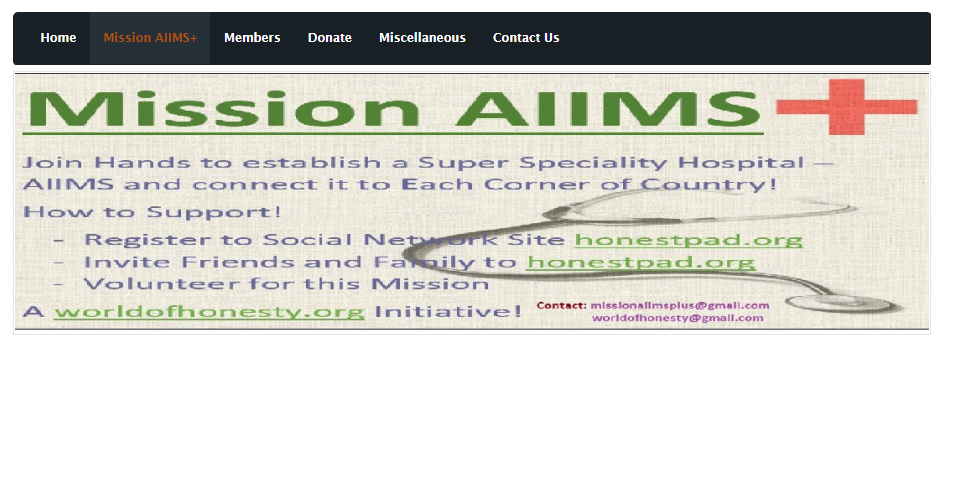 Home Mission AIIMS+ Members Donate Miscellaneous Contact Us
Mission AIIMS
Join Hands to establish a Super Speciality Hospital –
AIIMS and connect it to Each Corner of Country!
How to Support!
- Register to Social Network Site honestpad.org
- Invite Friends and Family to honestpad.org
- Volunteer for this Mission
A worldofhonesty.org Initiative!
Contact: missionaiimsplus@gmail.com
worldofhonesty@gmail.com